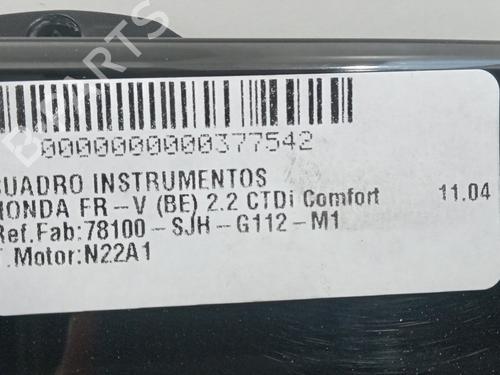 0000000000377542
CUADRO INSTRUMENTOS
HONDA FR-V (BE) 2.2 CTDi Comfort 11.04
Ref.Fab:78100-SJH-G112-M1
T.Motor:N22A1